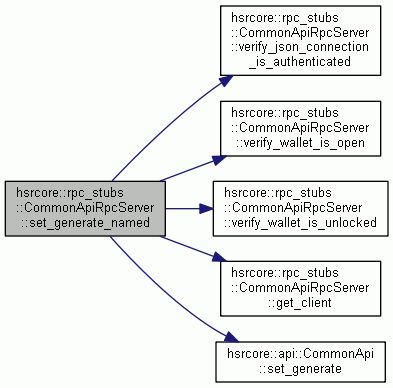 hsrcore::rpc_stubs
::CommonApiRpcServer
::verify_json_connection
_is_authenticated
hsrcore::rpc_stubs
::CommonApiRpcServer
::verify_wallet_is_open
hsrcore::rpc_stubs
::CommonApiRpcServer
::set_generate_named
hsrcore::rpc_stubs
::CommonApiRpcServer
::verify_wallet_is_unlocked
hsrcore::rpc_stubs
::CommonApiRpcServer
::get_client
hsrcore::api::CommonApi
::set_generate